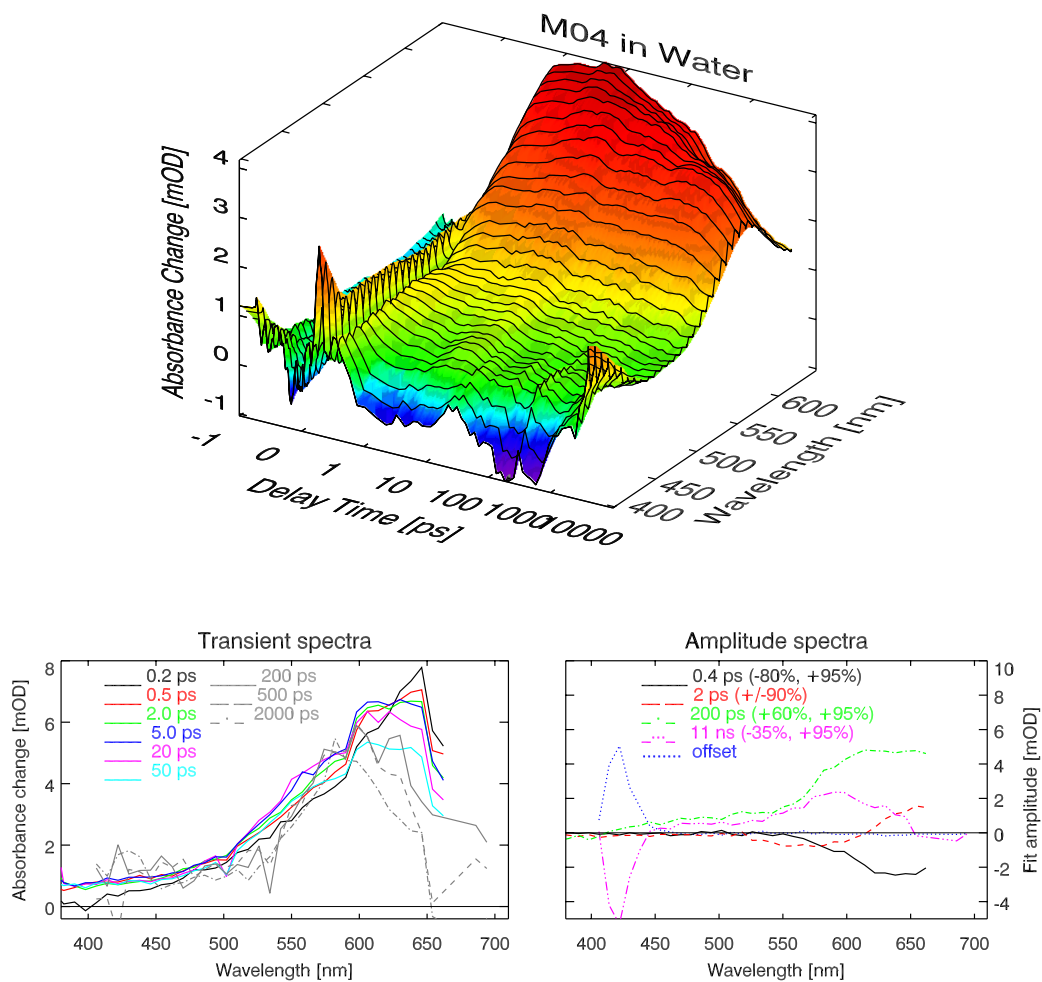 M04 in Water
Absorbance Change [mOD]
4
3
2
1
0
-1
-1 0 1 10 100 1000 10000
Delay Time [ps]
400 450 500 550 600
Wavelength [nm]
Transient spectra
Absorbance change [mOD]
8
6
4
2
0
0.2 ps
0.5 ps
2.0 ps
5.0 ps
20 ps
50 ps
200 ps
500 ps
2000 ps
400 450 500 550 600 650 700
Wavelength [nm]
Amplitude spectra
0.4 ps (-80%, +95%)
2 ps (+/-90%)
200 ps (+60%, +95%)
11 ns (-35%, +95%)
offset
10
8
6
4
2
0
-2
-4
Fit amplitude [mOD]
400 450 500 550 600 650 700
Wavelength [nm]